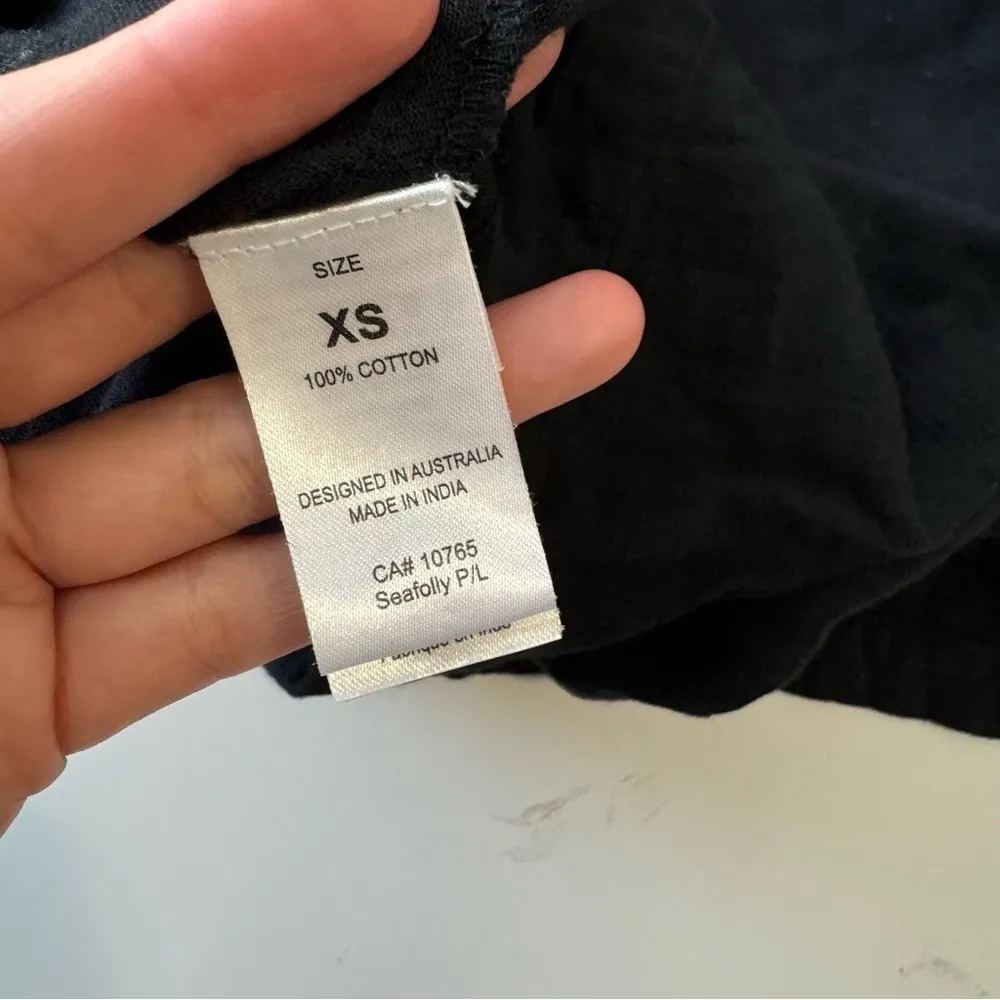 SIZE
XS
100% COTTON
DESIGNED IN AUSTRALIA
MADE IN INDIA
CA# 10765
Seafolly P/L